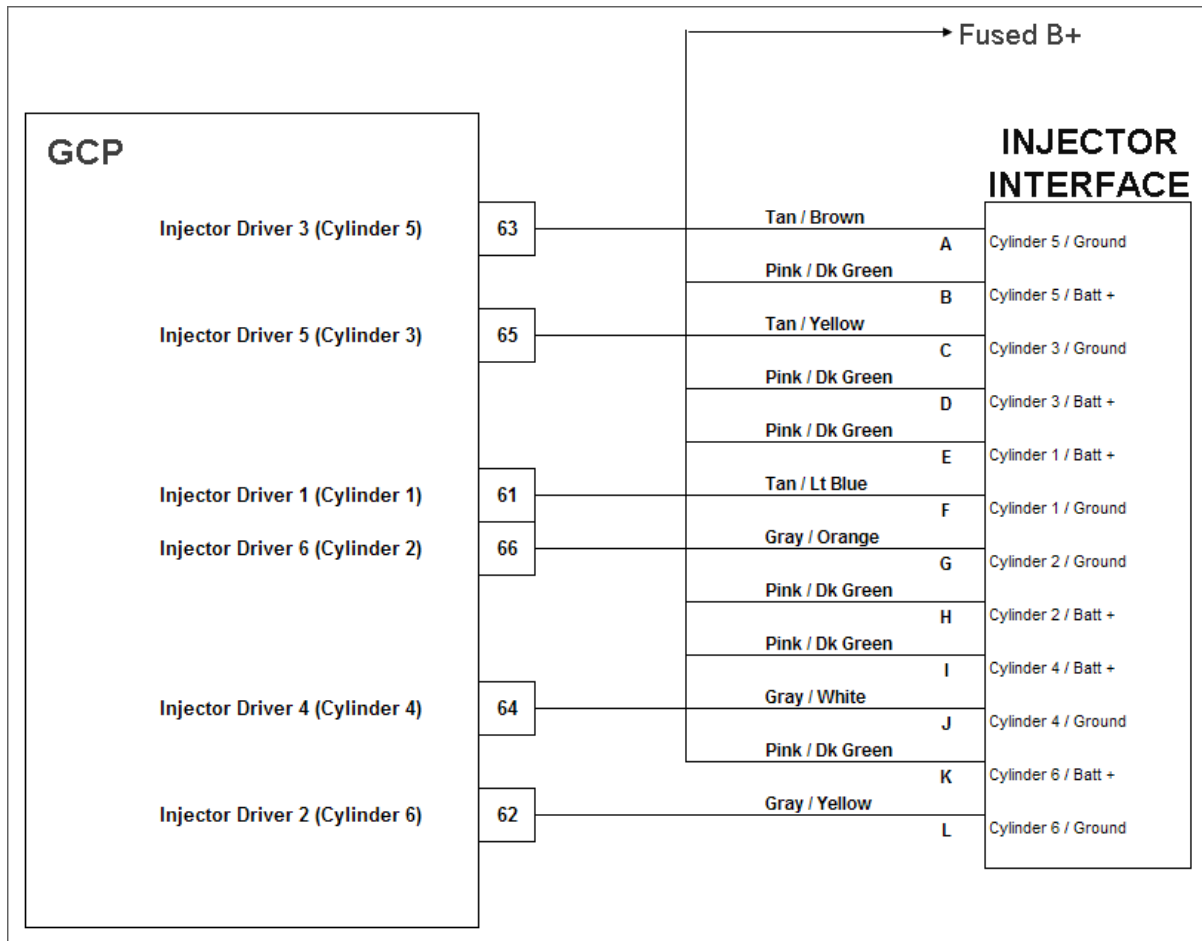 Fused B+
GCP
INJECTOR
INTERFACE
Injector Driver 3 (Cylinder 5)
63
Tan / Brown
A
Cylinder 5 / Ground
Pink / Dk Green
B
Cylinder 5 / Batt +
Injector Driver 5 (Cylinder 3)
65
Tan / Yellow
C
Cylinder 3 / Ground
Pink / Dk Green
D
Cylinder 3 / Batt +
Pink / Dk Green
E
Cylinder 1 / Batt +
Injector Driver 1 (Cylinder 1)
61
Tan / Lt Blue
F
Cylinder 1 / Ground
Injector Driver 6 (Cylinder 2)
66
Gray / Orange
G
Cylinder 2 / Ground
Pink / Dk Green
H
Cylinder 2 / Batt +
Pink / Dk Green
I
Cylinder 4 / Batt +
Injector Driver 4 (Cylinder 4)
64
Gray / White
J
Cylinder 4 / Ground
Pink / Dk Green
K
Cylinder 6 / Batt +
Injector Driver 2 (Cylinder 6)
62
Gray / Yellow
L
Cylinder 6 / Ground